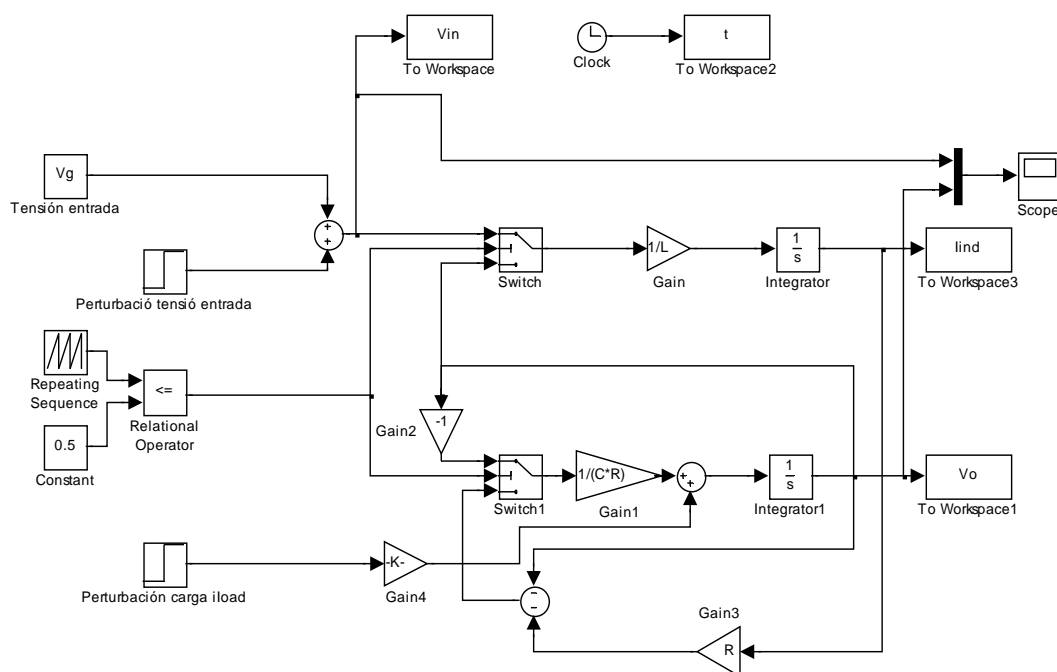 Vin
To Workspace
Clock
t
To Workspace2
Vg
Tensión entrada
+
+
Scope
Perturbació tensió entrada
Switch
1/L
Gain
1
s
Integrator
Iind
To Workspace3
Repeating
Sequence
<=
Relational
Operator
0.5
Constant
-1
Gain2
Switch1
1/(C*R)
Gain1
+
+
1
s
Integrator1
Vo
To Workspace1
Perturbación carga iload
-K-
Gain4
–
–
Gain3
R